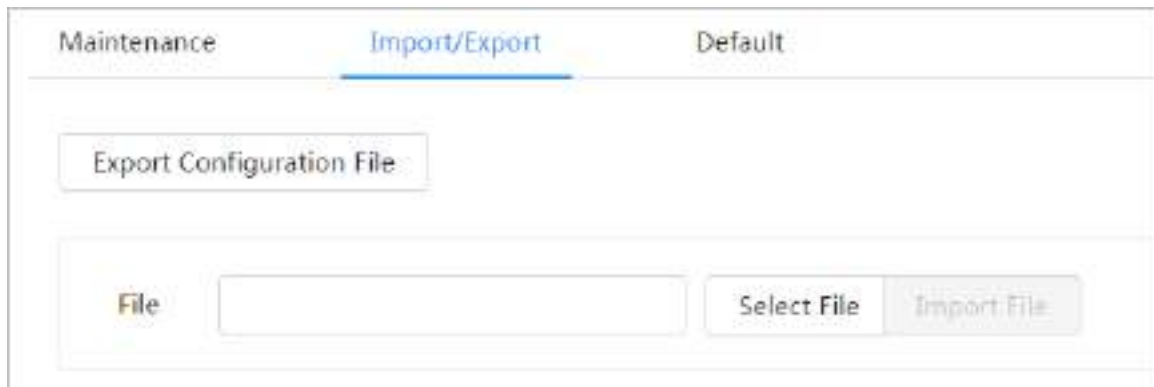 Maintenance Import/Export Default
Export Configuration File
File Select File Import File